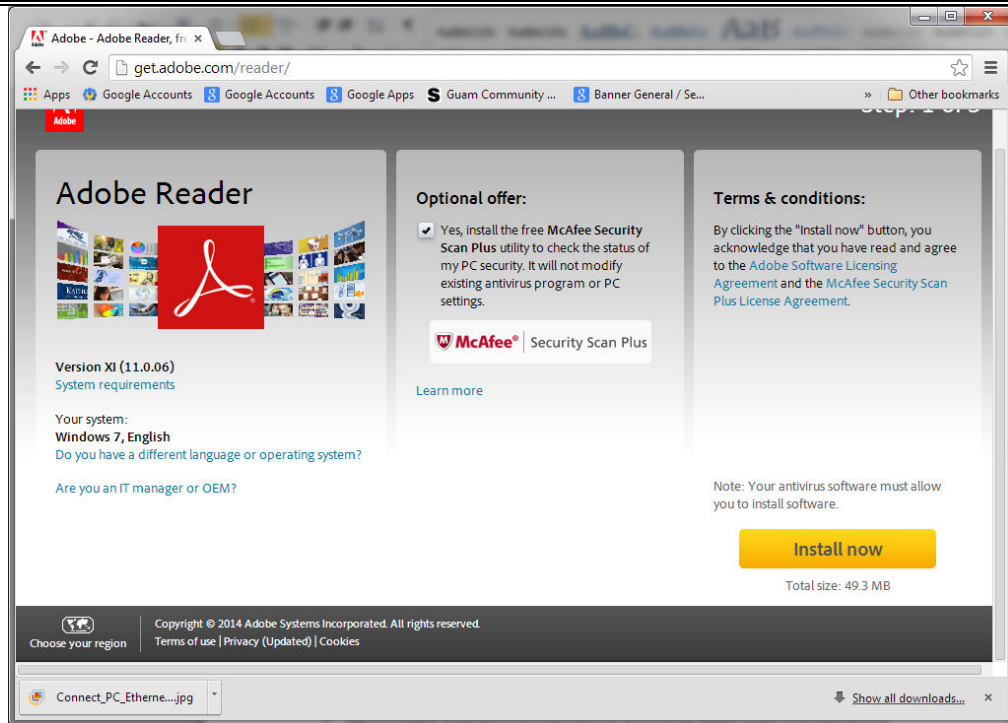 Adobe - Adobe Reader, fr
get.adobe.com/reader/
Apps Google Accounts Google Accounts Google Apps Guam Community ... Banner General / Se... » Other bookmarks
Adobe
Step: 1 of 3
Adobe Reader
Version XI (11.0.06)
System requirements
Your system:
Windows 7, English
Do you have a different language or operating system?
Are you an IT manager or OEM?
Optional offer:
Yes, install the free McAfee Security
Scan Plus utility to check the status of
my PC security. It will not modify
existing antivirus program or PC
settings.
McAfee® Security Scan Plus
Learn more
Terms & conditions:
By clicking the "Install now" button, you
acknowledge that you have read and agree
to the Adobe Software Licensing
Agreement and the McAfee Security Scan
Plus License Agreement.
Note: Your antivirus software must allow
you to install software.
Install now
Total size: 49.3 MB
Choose your region
Copyright © 2014 Adobe Systems Incorporated. All rights reserved.
Terms of use | Privacy (Updated) | Cookies
Connect_PC_Etherne....jpg
Show all downloads...